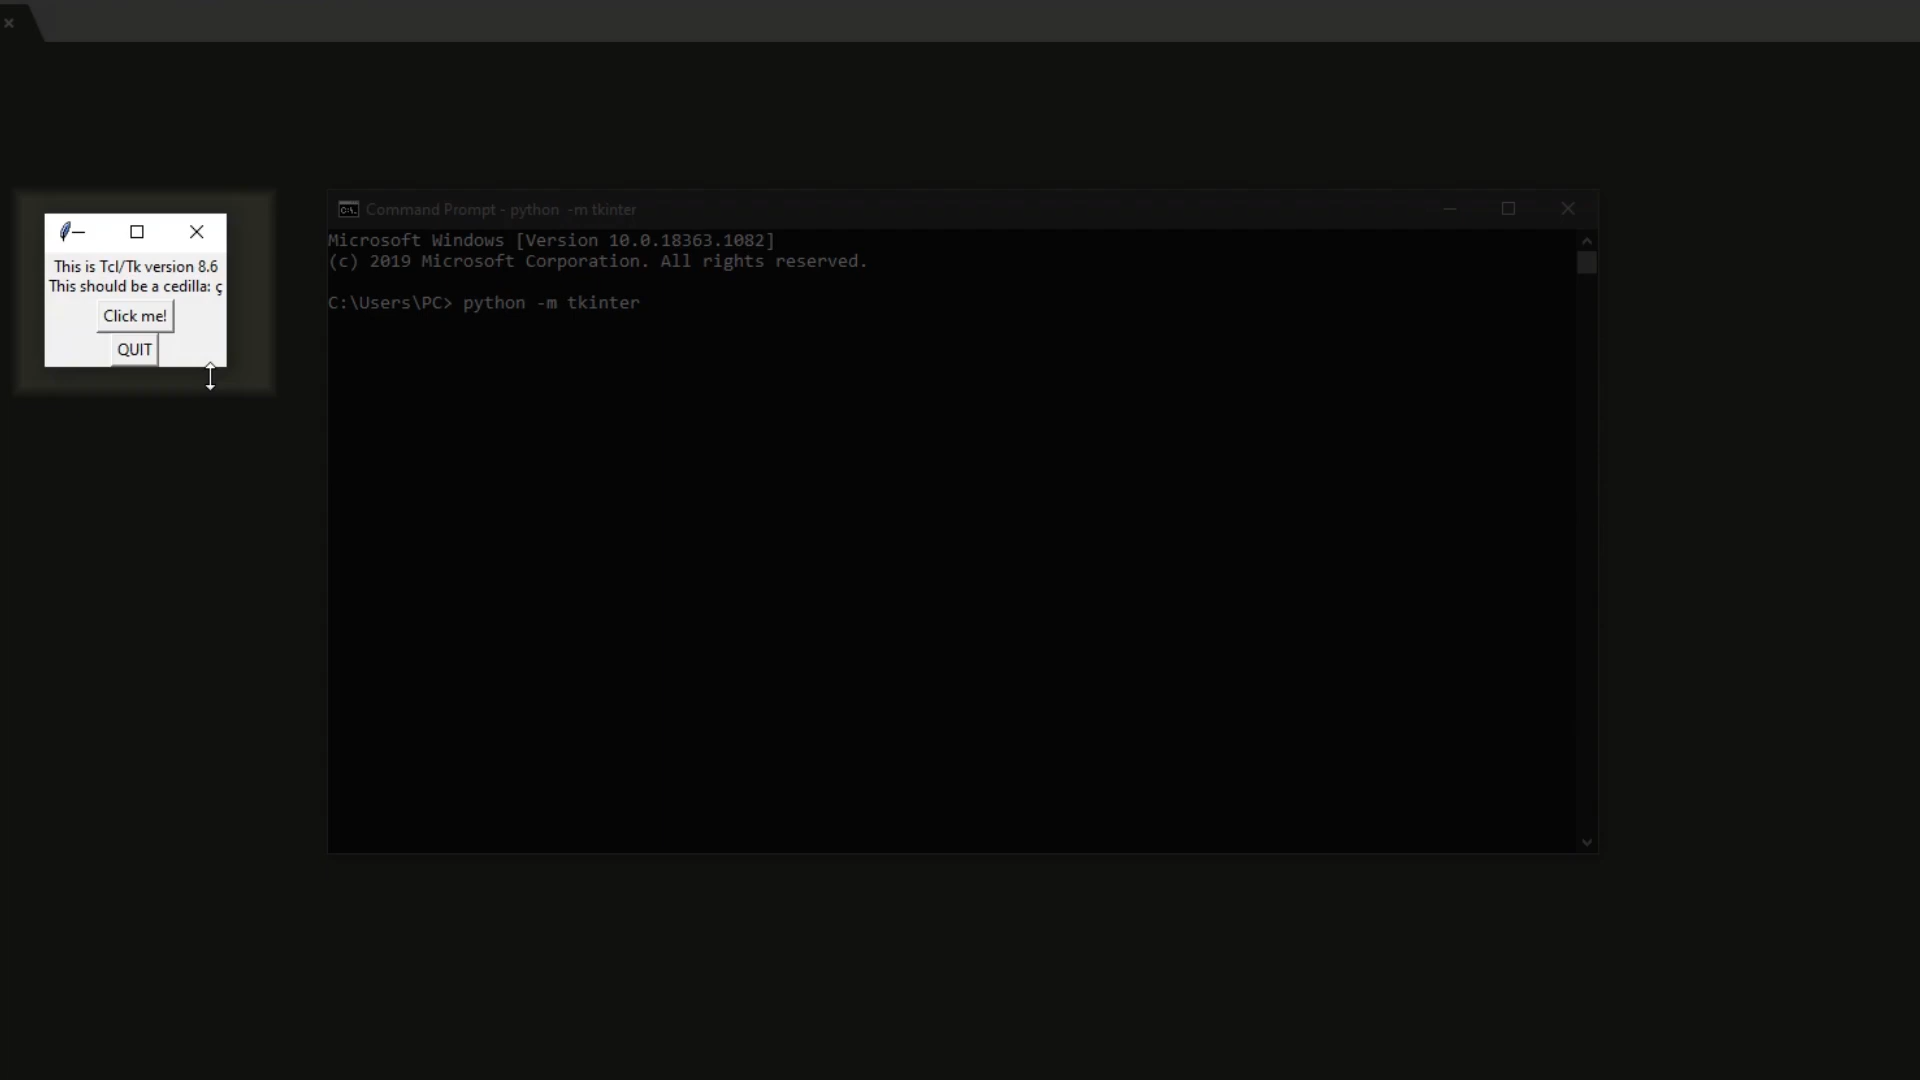 This is Tcl/Tk version 8.6
This should be a cedilla: ç
Click me!
QUIT
Command Prompt - python  -m tkinter
Microsoft Windows [Version 10.0.18363.1082]
(c) 2019 Microsoft Corporation. All rights reserved.
C:\Users\PC> python -m tkinter